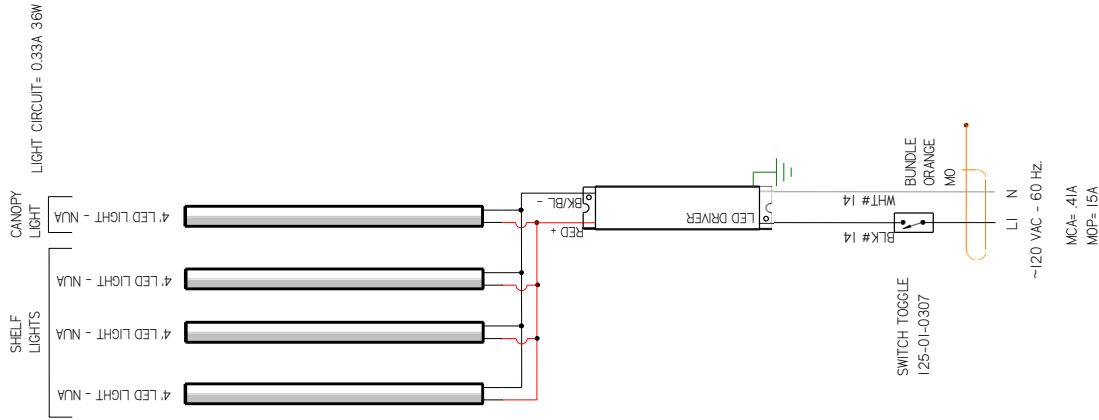 LIGHT CIRCUIT= 0.33A 36W
CANOPY
LIGHT
4' LED LIGHT - NUA
SHELF
LIGHTS
4' LED LIGHT - NUA
4' LED LIGHT - NUA
4' LED LIGHT - NUA
BK/BL -
RED +
LED DRIVER
WHT# 14
BLK # 14
BUNDLE
ORANGE
MO
SWITCH TOGGLE
125-01-0307
L1
N
~120 VAC - 60 Hz.
MCA= .41A
MOP= 15A